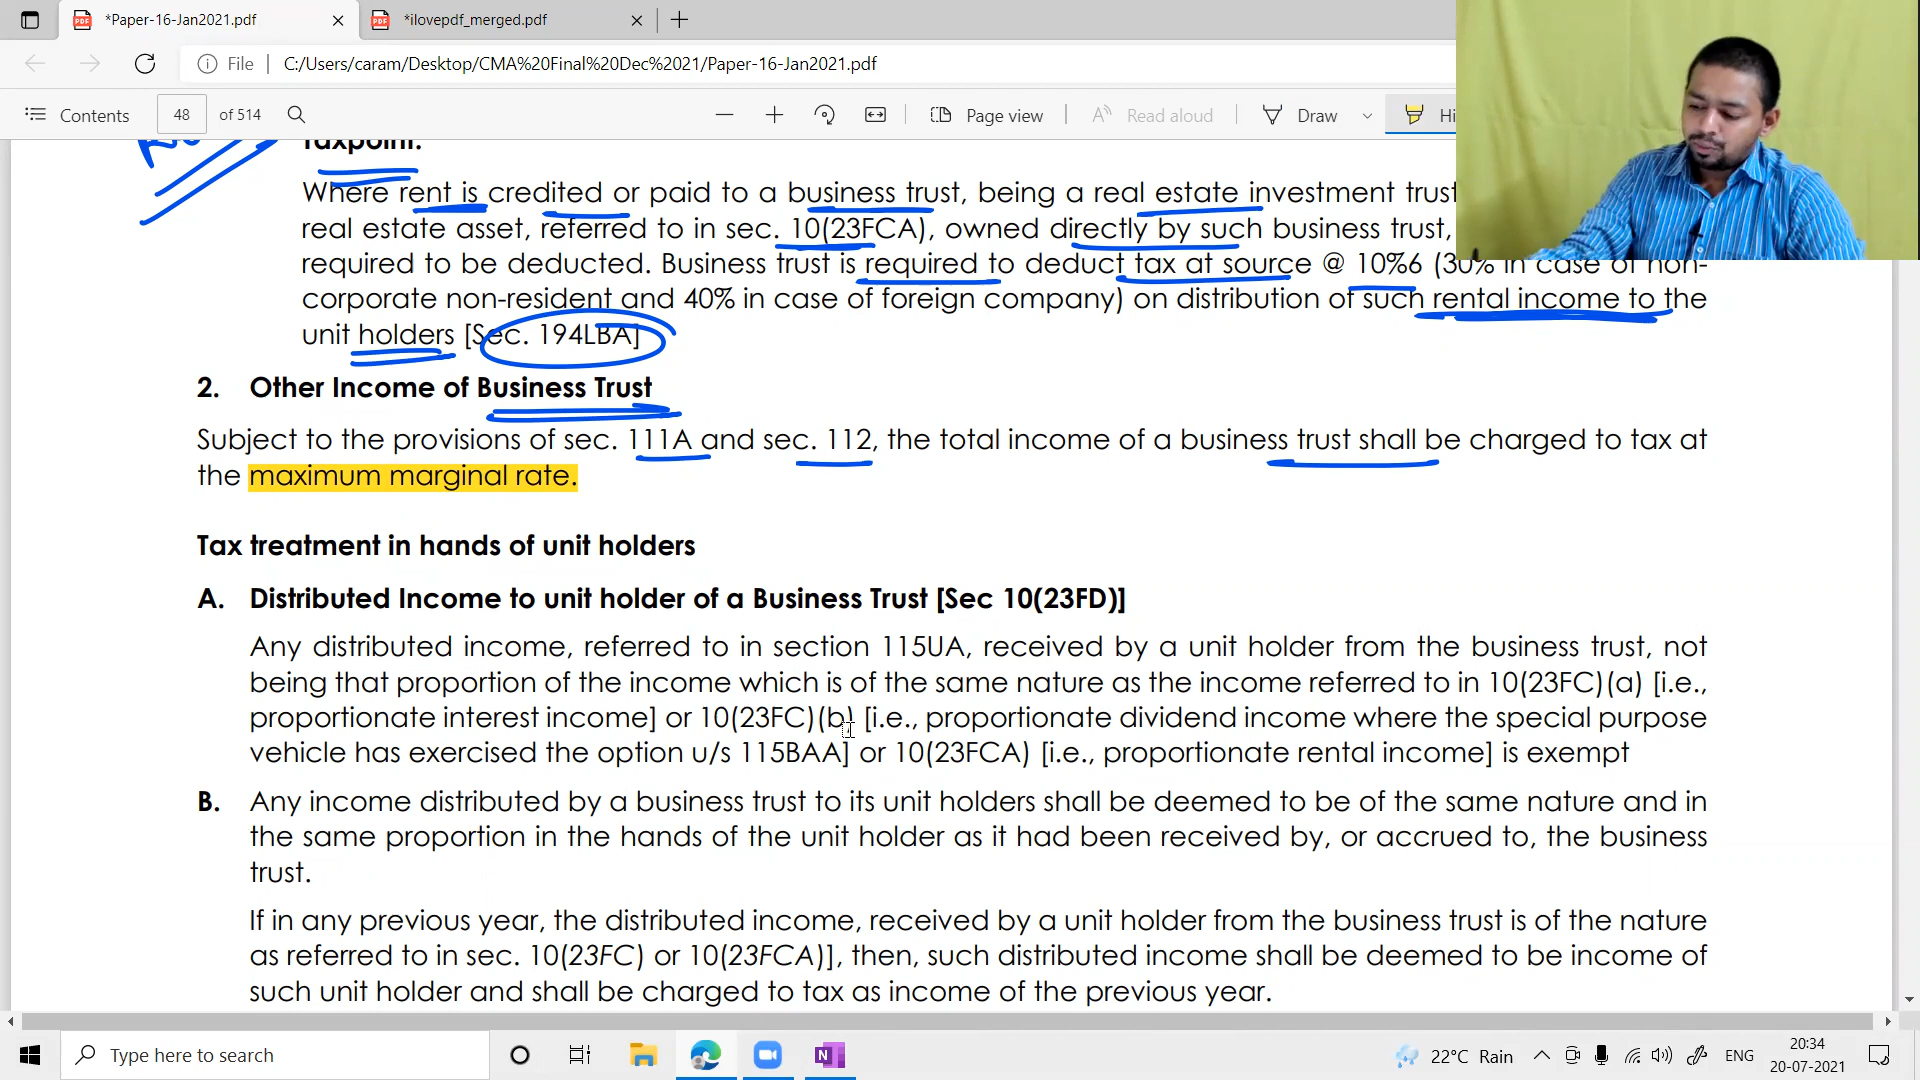 *Paper-16-Jan2021.pdf
*ilovepdf_merged.pdf
File
C:/Users/caram/Desktop/CMA%20Final%20Dec%2021/Paper-16-Jan2021.pdf
Contents
48
of 514
Page view
Read aloud
Draw
Hi
Taxpoint:
Where rent is credited or paid to a business trust, being a real estate investment trust
real estate asset, referred to in sec. 10(23FCA), owned directly by such business trust,
required to be deducted. Business trust is required to deduct tax at source @ 10%6 (30% in case of non-
corporate non-resident and 40% in case of foreign company) on distribution of such rental income to the
unit holders [Sec. 194LBA]
2. Other Income of Business Trust
Subject to the provisions of sec. 111A and sec. 112, the total income of a business trust shall be charged to tax at
the maximum marginal rate.
Tax treatment in hands of unit holders
A. Distributed Income to unit holder of a Business Trust [Sec 10(23FD)]
Any distributed income, referred to in section 115UA, received by a unit holder from the business trust, not
being that proportion of the income which is of the same nature as the income referred to in 10(23FC)(a) [i.e.,
proportionate interest income] or 10(23FC)(b) [i.e., proportionate dividend income where the special purpose
vehicle has exercised the option u/s 115BAA] or 10(23FCA) [i.e., proportionate rental income] is exempt
B. Any income distributed by a business trust to its unit holders shall be deemed to be of the same nature and in
the same proportion in the hands of the unit holder as it had been received by, or accrued to, the business
trust.
If in any previous year, the distributed income, received by a unit holder from the business trust is of the nature
as referred to in sec. 10(23FC) or 10(23FCA)], then, such distributed income shall be deemed to be income of
such unit holder and shall be charged to tax as income of the previous year.
Type here to search
22°C Rain
ENG
20:34
20-07-2021